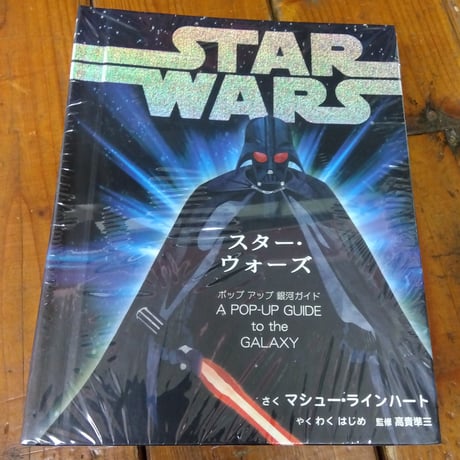 STAR
WARS
スター・
ウォーズ
ポップ アップ 銀河ガイド
A POP-UP GUIDE
to the
GALAXY
さく マシュー・ラインハート
やく わく はじめ 監修 高貴準三